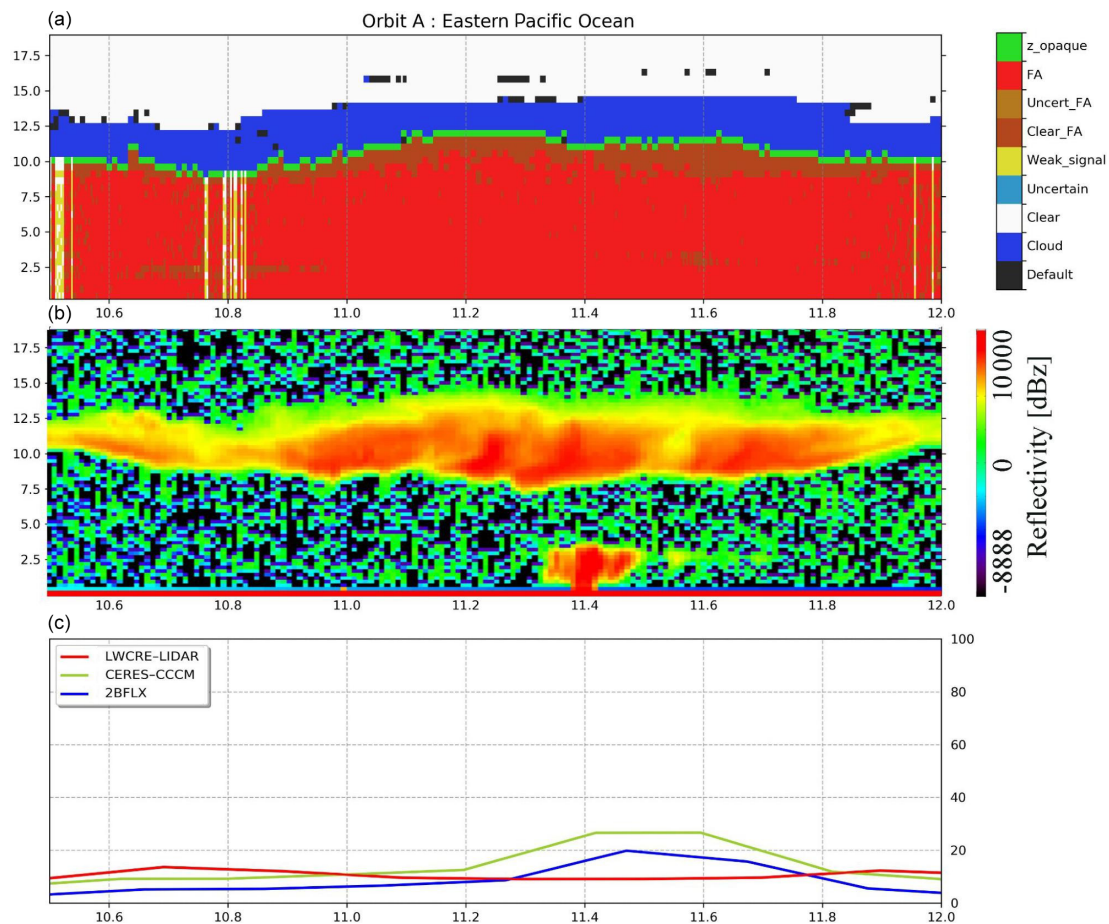 (a)
Orbit A : Eastern Pacific Ocean
17.5
15.0
12.5
10.0
7.5
5.0
2.5
10.6 10.8 11.0 11.2 11.4 11.6 11.8 12.0
z_opaque
FA
Uncert_FA
Clear_FA
Weak_signal
Uncertain
Clear
Cloud
Default
(b)
17.5
15.0
12.5
10.0
7.5
5.0
2.5
10.6 10.8 11.0 11.2 11.4 11.6 11.8 12.0
10 000
0
-8888
Reflectivity [dBz]
(c)
LWCRE–LIDAR
CERES–CCCM
2BFLX
100
80
60
40
20
0
10.6 10.8 11.0 11.2 11.4 11.6 11.8 12.0